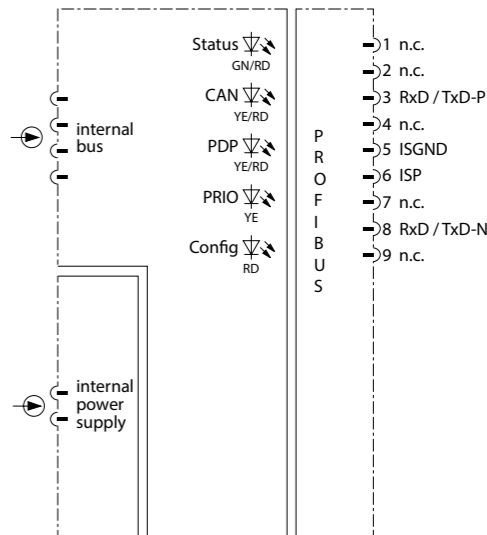 Status
GN/RD
CAN
YE/RD
PDP
YE/RD
PRIO
YE
Config
RD
internal
bus
internal
power
supply
PROFIBUS
1 n.c.
2 n.c.
3 RxD / TxD-P
4 n.c.
5 ISGND
6 ISP
7 n.c.
8 RxD / TxD-N
9 n.c.